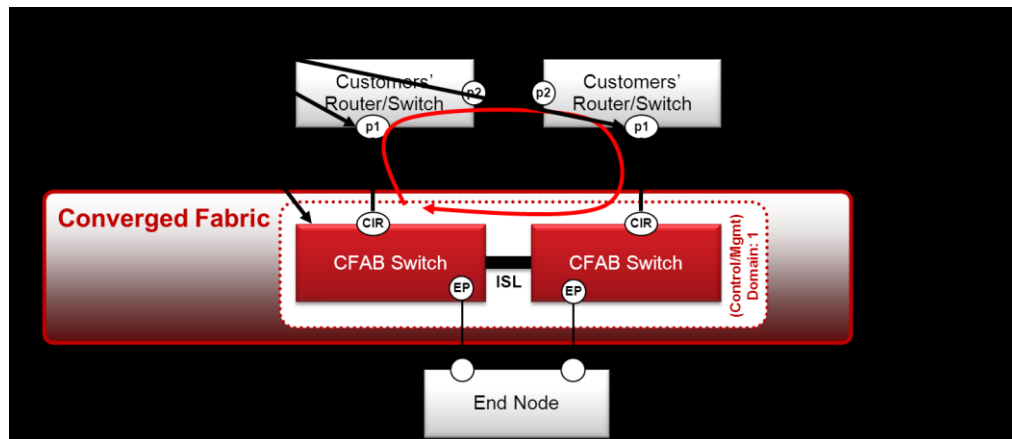 Customers'
Router/Switch
p2
p1
Customers'
Router/Switch
p2
p1
Converged Fabric
CIR
CFAB Switch
EP
ISL
CIR
CFAB Switch
EP
(Control/Mgmt)
Domain: 1
End Node